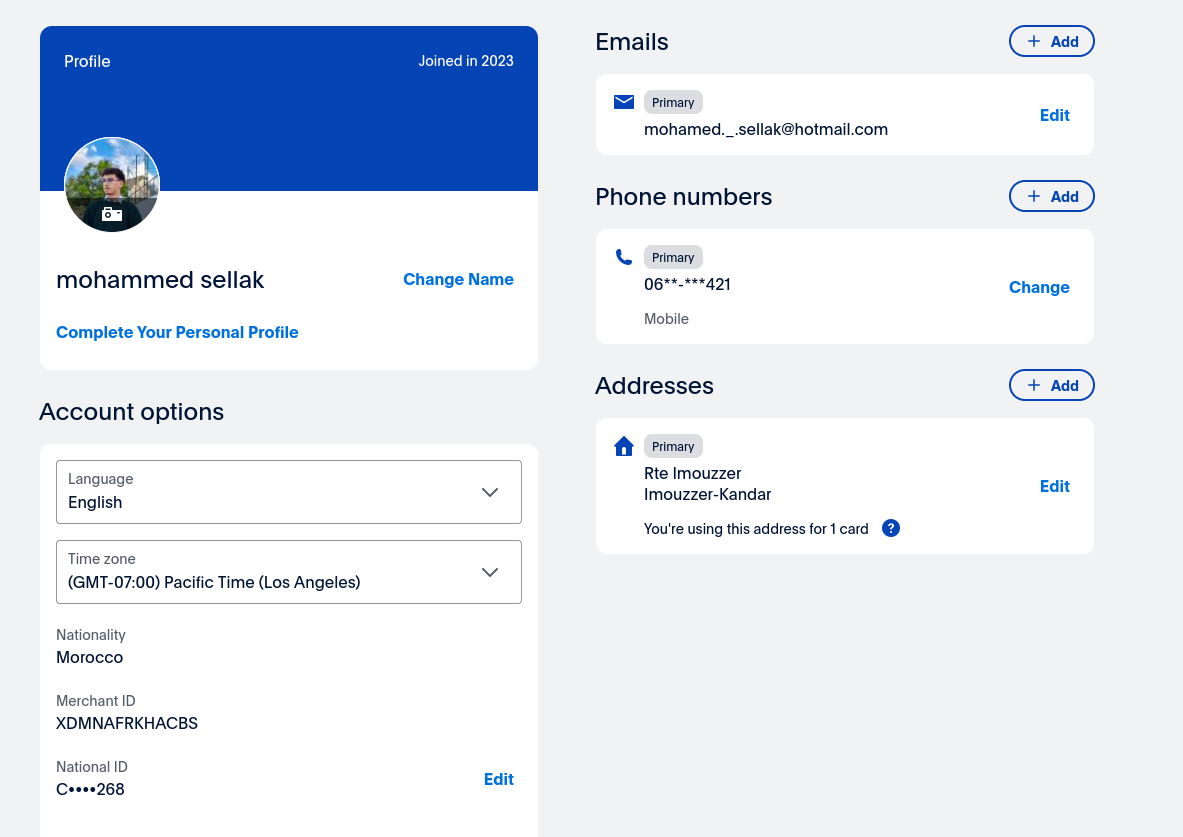 Profile
Joined in 2023
mohammed sellak
Change Name
Complete Your Personal Profile
Account options
Language
English
Time zone
(GMT-07:00) Pacific Time (Los Angeles)
Nationality
Morocco
Merchant ID
XDMNAFRKHACBS
National ID
C••••268
Edit
Emails
+ Add
Primary
mohamed._.sellak@hotmail.com
Edit
Phone numbers
+ Add
Primary
06**-***421
Mobile
Change
Addresses
+ Add
Primary
Rte Imouzzer
Imouzzer-Kandar
Edit
You're using this address for 1 card ?